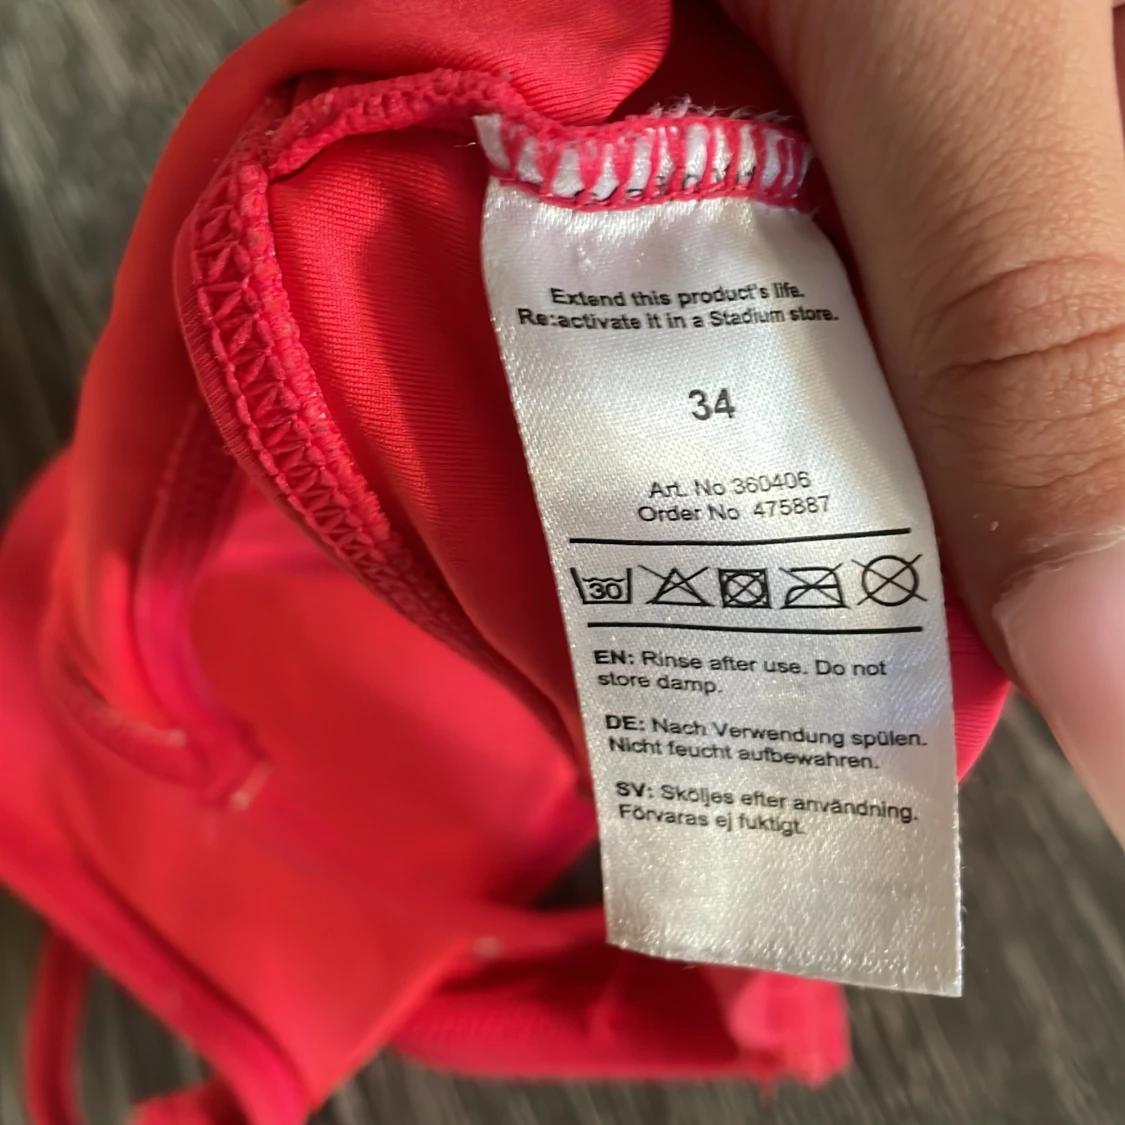 Extend this product's life.
Re:activate it in a Stadium store.
34
Art. No 360406
Order No 475887
30
EN: Rinse after use. Do not
store damp.
DE: Nach Verwendung spülen.
Nicht feucht aufbewahren.
SV: Sköljes efter användning.
Förvaras ej fuktigt.